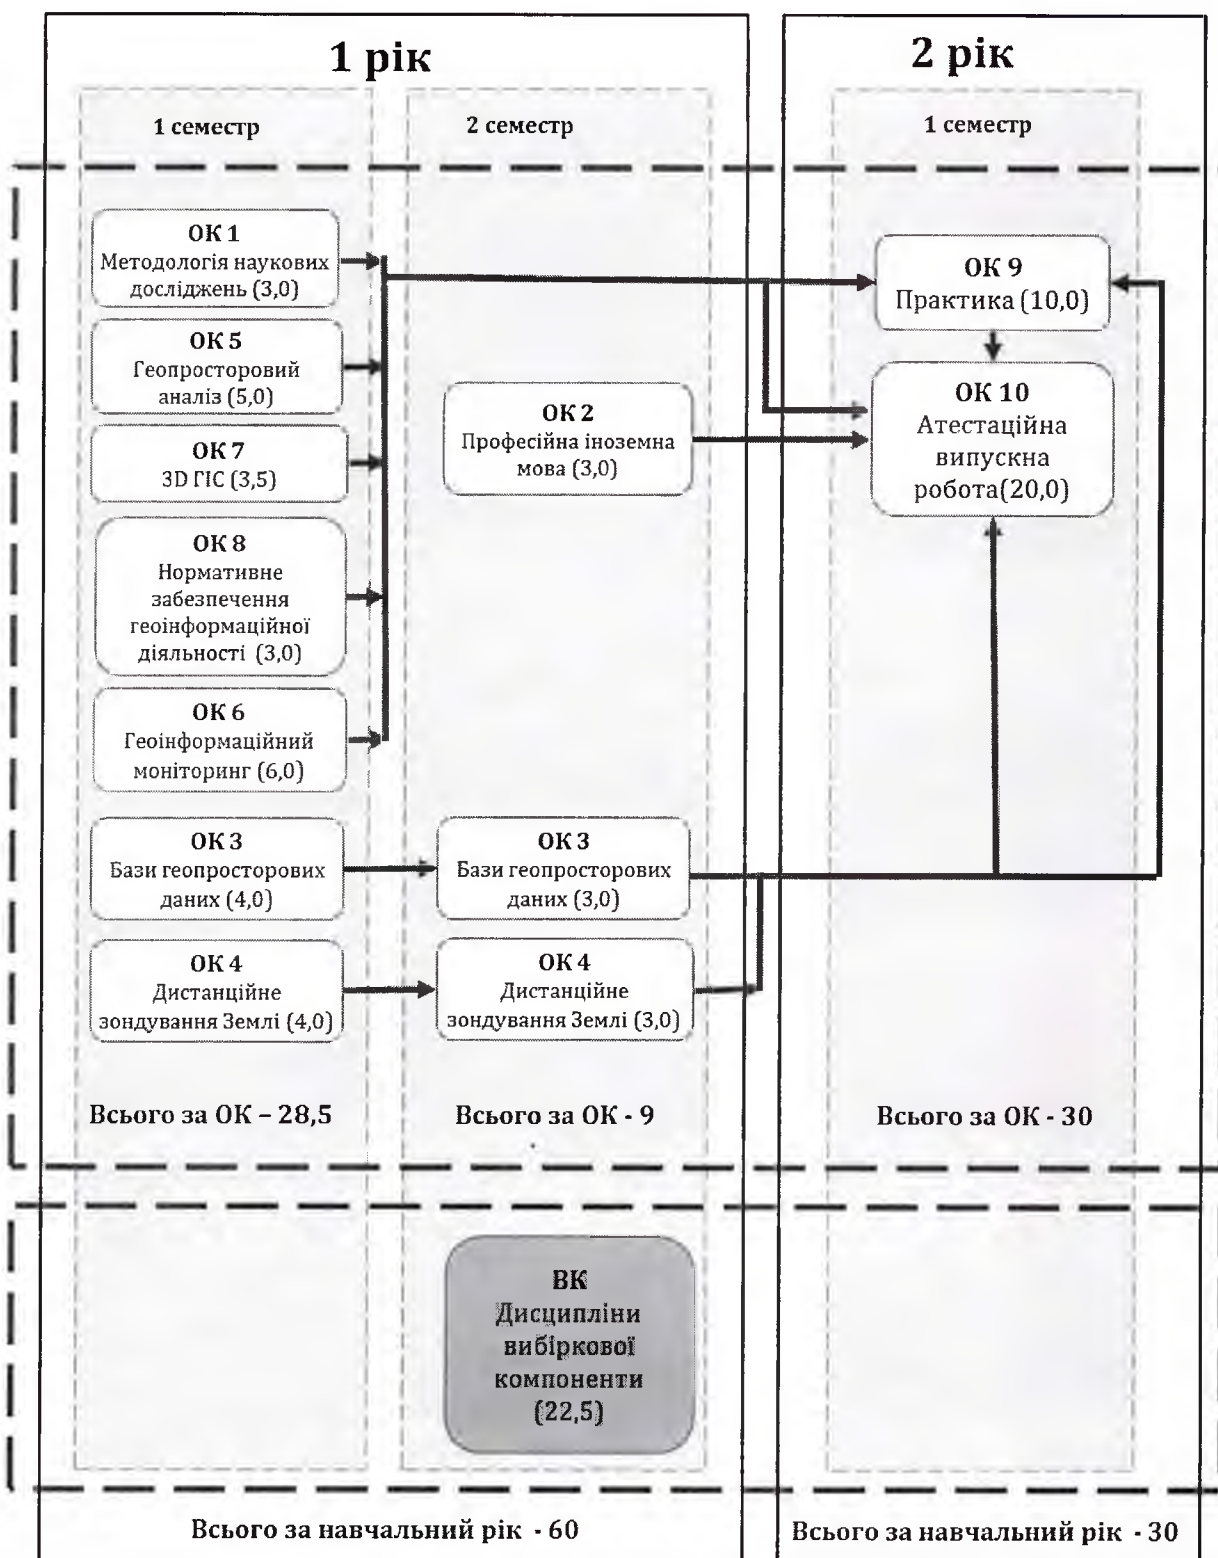 1 рік
1 семестр
2 семестр
ОК 1
Методологія наукових
досліджень (3,0)
ОК 5
Геопросторовий
аналіз (5,0)
ОК 7
3D ГІС (3,5)
ОК 8
Нормативне
забезпечення
геоінформаційної
діяльності (3,0)
ОК 6
Геоінформаційний
моніторинг (6,0)
ОК 3
Бази геопросторових
даних (4,0)
ОК 4
Дистанційне
зондування Землі (4,0)
Всього за ОК – 28,5
ОК 2
Професійна іноземна
мова (3,0)
ОК 3
Бази геопросторових
даних (3,0)
ОК 4
Дистанційне
зондування Землі (3,0)
Всього за ОК - 9
ВК
Дисципліни
вибіркової
компоненти
(22,5)
Всього за навчальний рік - 60
2 рік
1 семестр
ОК 9
Практика (10,0)
ОК 10
Атестаційна
випускна
робота(20,0)
Всього за ОК - 30
Всього за навчальний рік - 30